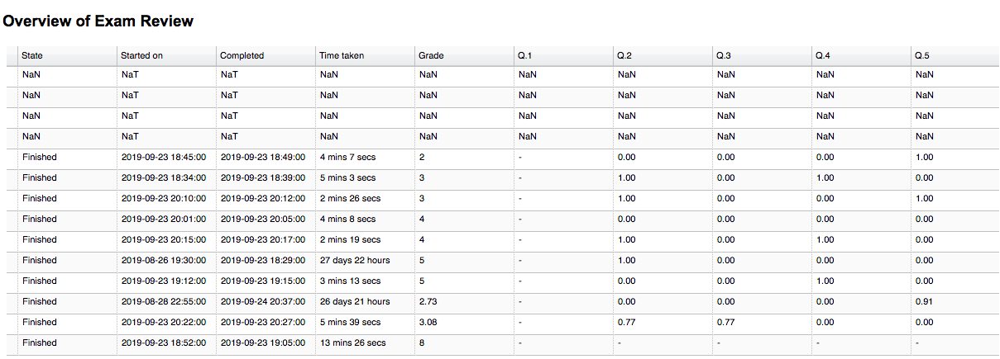 Overview of Exam Review
State Started on Completed Time taken Grade Q.1 Q.2 Q.3 Q.4 Q.5
NaN NaT NaT NaN NaN NaN NaN NaN NaN NaN
NaN NaT NaT NaN NaN NaN NaN NaN NaN NaN
NaN NaT NaT NaN NaN NaN NaN NaN NaN NaN
NaN NaT NaT NaN NaN NaN NaN NaN NaN NaN
Finished 2019-09-23 18:45:00 2019-09-23 18:49:00 4 mins 7 secs 2 - 0.00 0.00 0.00 1.00
Finished 2019-09-23 18:34:00 2019-09-23 18:39:00 5 mins 3 secs 3 - 1.00 0.00 1.00 0.00
Finished 2019-09-23 20:10:00 2019-09-23 20:12:00 2 mins 26 secs 3 - 1.00 0.00 0.00 1.00
Finished 2019-09-23 20:01:00 2019-09-23 20:05:00 4 mins 8 secs 4 - 0.00 0.00 0.00 0.00
Finished 2019-09-23 20:15:00 2019-09-23 20:17:00 2 mins 19 secs 4 - 1.00 0.00 1.00 0.00
Finished 2019-08-26 19:30:00 2019-09-23 18:29:00 27 days 22 hours 5 - 1.00 0.00 0.00 0.00
Finished 2019-09-23 19:12:00 2019-09-23 19:15:00 3 mins 13 secs 5 - 0.00 0.00 1.00 0.00
Finished 2019-08-28 22:55:00 2019-09-24 20:37:00 26 days 21 hours 2.73 - 0.00 0.00 0.00 0.91
Finished 2019-09-23 20:22:00 2019-09-23 20:27:00 5 mins 39 secs 3.08 - 0.77 0.77 0.00 0.00
Finished 2019-09-23 18:52:00 2019-09-23 19:05:00 13 mins 26 secs 8 - - - - -